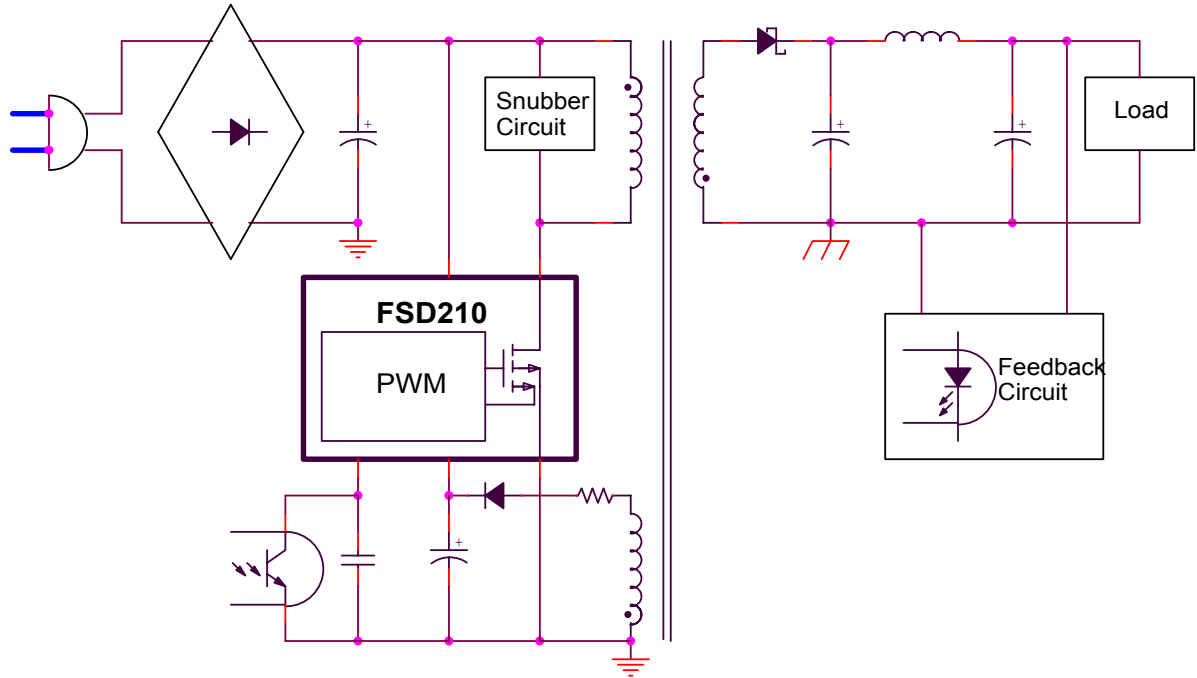 Snubber
Circuit
Load
+
+
+
FSD210
PWM
Feedback
Circuit
+